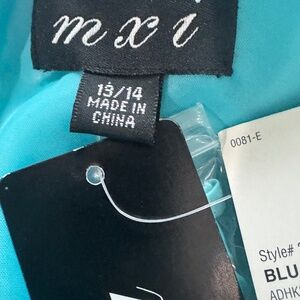 mxi
13/14
MADE IN
CHINA
0081-E
Style#
BLU
ADHK